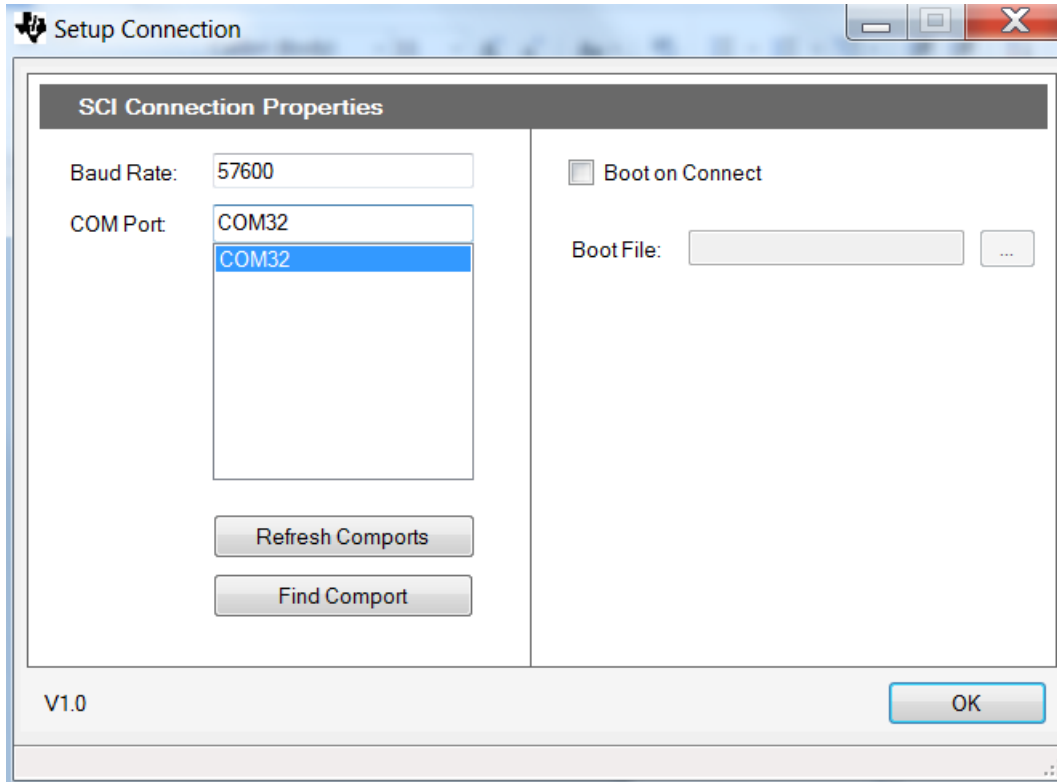 Setup Connection
SCI Connection Properties
Baud Rate: 57600
COM Port: COM32
COM32
Refresh Comports
Find Comport
Boot on Connect
Boot File: ...
V1.0
OK